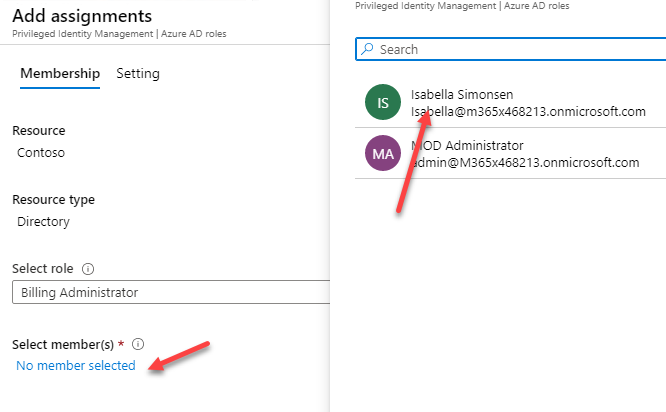 Add assignments
Privileged Identity Management | Azure AD roles
Membership Setting
Resource
Contoso
Resource type
Directory
Select role
Billing Administrator
Select member(s) *
No member selected
Privileged Identity Management | Azure AD roles
Search
IS
Isabella Simonsen
Isabella@m365x468213.onmicrosoft.com
MA
MOD Administrator
admin@M365x468213.onmicrosoft.com